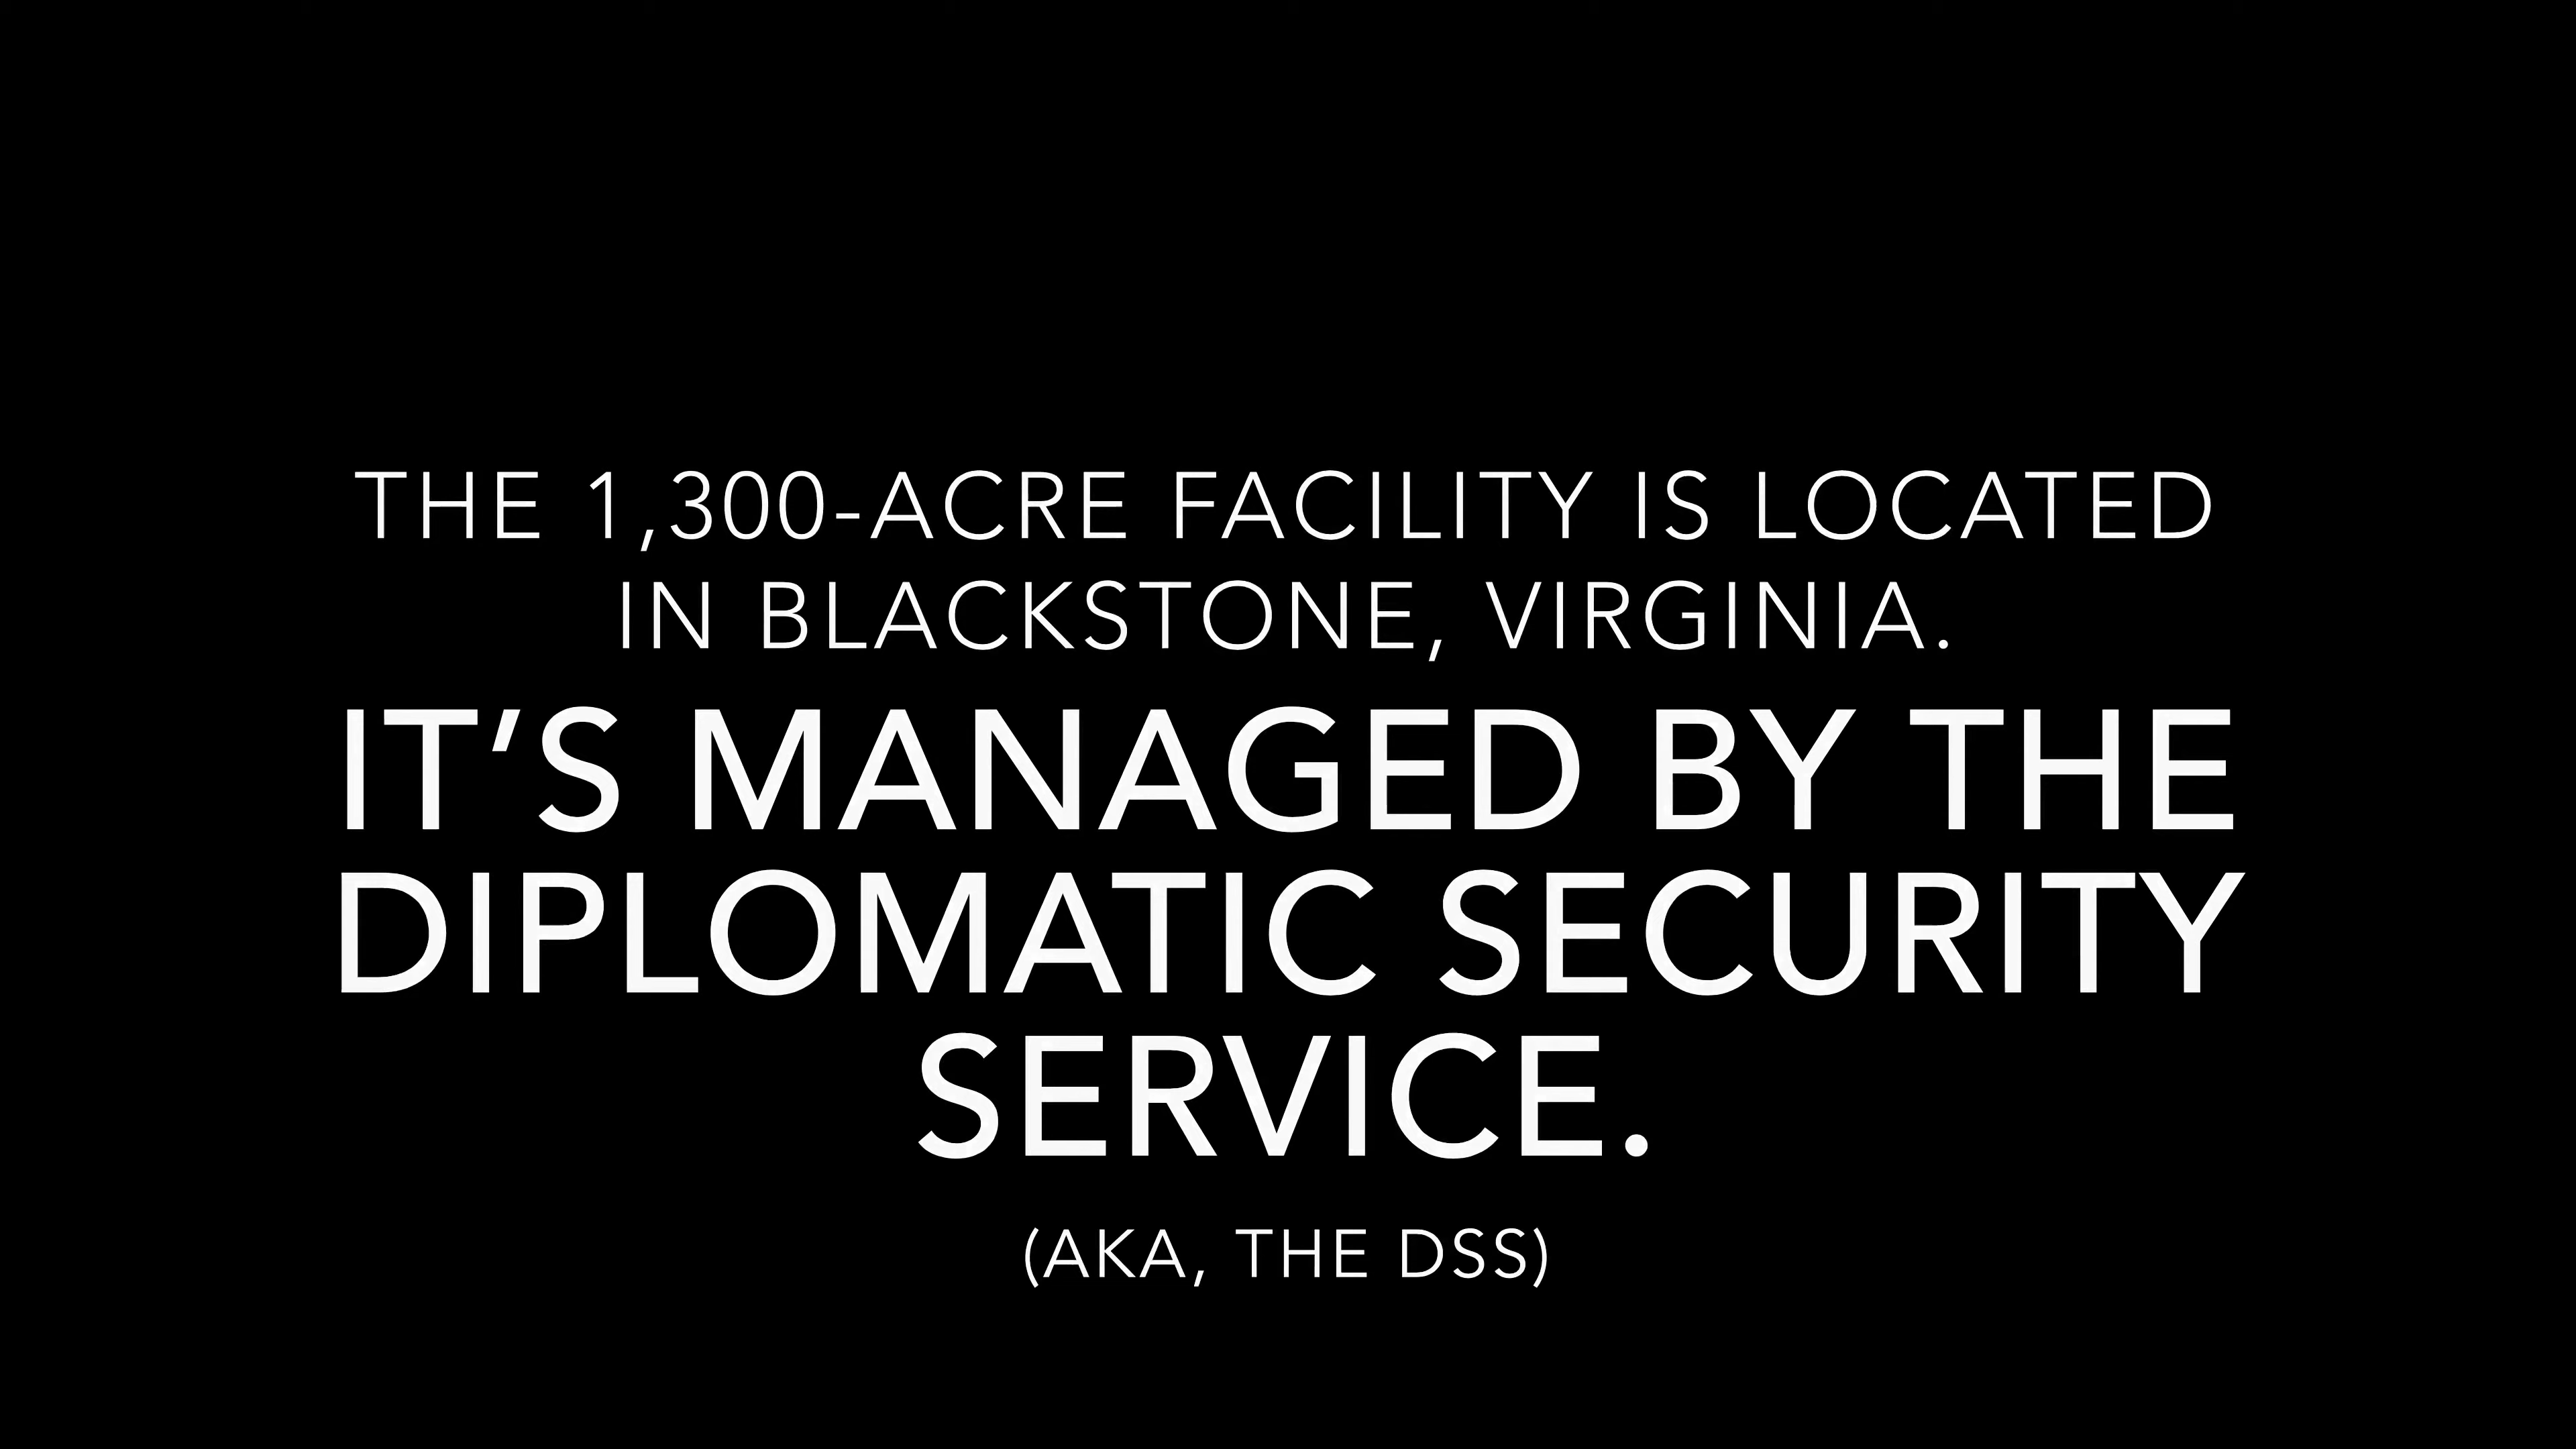 THE 1,300-ACRE FACILITY IS LOCATED
IN BLACKSTONE, VIRGINIA.
IT’S MANAGED BY THE
DIPLOMATIC SECURITY
SERVICE.
(AKA, THE DSS)